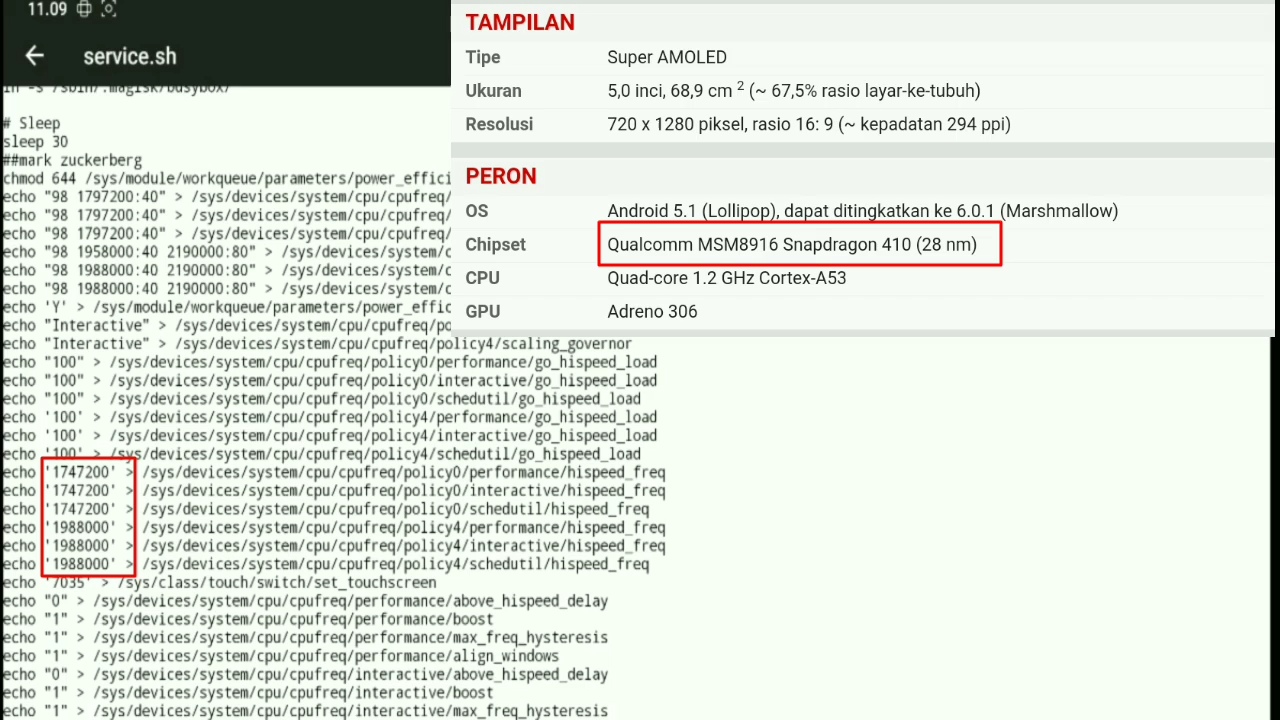 11.09
service.sh
ln -s /sbin/.magisk/busybox/
# Sleep
sleep 30
##mark zuckerberg
chmod 644 /sys/module/workqueue/parameters/power_effici
echo "98 1797200:40" > /sys/devices/system/cpu/cpufreq/
echo "98 1797200:40" > /sys/devices/system/cpu/cpufreq/
echo "98 1797200:40" > /sys/devices/system/cpu/cpufreq/
echo "98 1958000:40 2190000:80" > /sys/devices/system/c
echo "98 1988000:40 2190000:80" > /sys/devices/system/c
echo "98 1988000:40 2190000:80" > /sys/devices/system/c
echo 'Y' > /sys/module/workqueue/parameters/power_effic
echo "Interactive" > /sys/devices/system/cpu/cpufreq/po
echo "Interactive" > /sys/devices/system/cpu/cpufreq/policy4/scaling_governor
echo "100" > /sys/devices/system/cpu/cpufreq/policy0/performance/go_hispeed_load
echo "100" > /sys/devices/system/cpu/cpufreq/policy0/interactive/go_hispeed_load
echo "100" > /sys/devices/system/cpu/cpufreq/policy0/schedutil/go_hispeed_load
echo '100' > /sys/devices/system/cpu/cpufreq/policy4/performance/go_hispeed_load
echo '100' > /sys/devices/system/cpu/cpufreq/policy4/interactive/go_hispeed_load
echo '100' > /sys/devices/system/cpu/cpufreq/policy4/schedutil/go_hispeed_load
echo '1747200' > /sys/devices/system/cpu/cpufreq/policy0/performance/hispeed_freq
echo '1747200' > /sys/devices/system/cpu/cpufreq/policy0/interactive/hispeed_freq
echo '1747200' > /sys/devices/system/cpu/cpufreq/policy0/schedutil/hispeed_freq
echo '1988000' > /sys/devices/system/cpu/cpufreq/policy4/performance/hispeed_freq
echo '1988000' > /sys/devices/system/cpu/cpufreq/policy4/interactive/hispeed_freq
echo '1988000' > /sys/devices/system/cpu/cpufreq/policy4/schedutil/hispeed_freq
echo '7035' > /sys/class/touch/switch/set_touchscreen
echo "0" > /sys/devices/system/cpu/cpufreq/performance/above_hispeed_delay
echo "1" > /sys/devices/system/cpu/cpufreq/performance/boost
echo "1" > /sys/devices/system/cpu/cpufreq/performance/max_freq_hysteresis
echo "1" > /sys/devices/system/cpu/cpufreq/performance/align_windows
echo "0" > /sys/devices/system/cpu/cpufreq/interactive/above_hispeed_delay
echo "1" > /sys/devices/system/cpu/cpufreq/interactive/boost
echo "1" > /sys/devices/system/cpu/cpufreq/interactive/max_freq_hysteresis
TAMPILAN
Tipe Super AMOLED
Ukuran 5,0 inci, 68,9 cm 2 (~ 67,5% rasio layar-ke-tubuh)
Resolusi 720 x 1280 piksel, rasio 16: 9 (~ kepadatan 294 ppi)
PERON
OS Android 5.1 (Lollipop), dapat ditingkatkan ke 6.0.1 (Marshmallow)
Chipset Qualcomm MSM8916 Snapdragon 410 (28 nm)
CPU Quad-core 1.2 GHz Cortex-A53
GPU Adreno 306